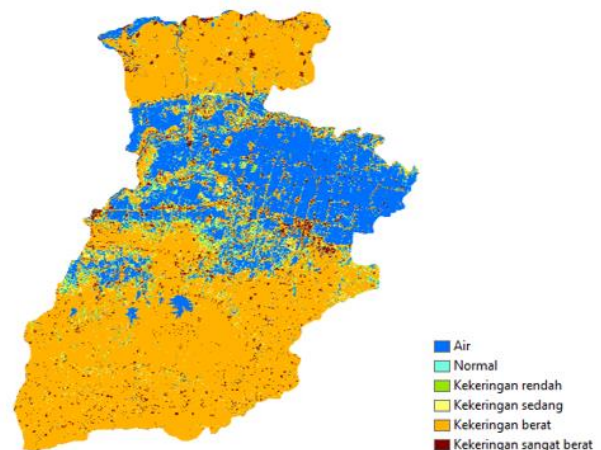 Air
Normal
Kekeringan rendah
Kekeringan sedang
Kekeringan berat
Kekeringan sangat berat